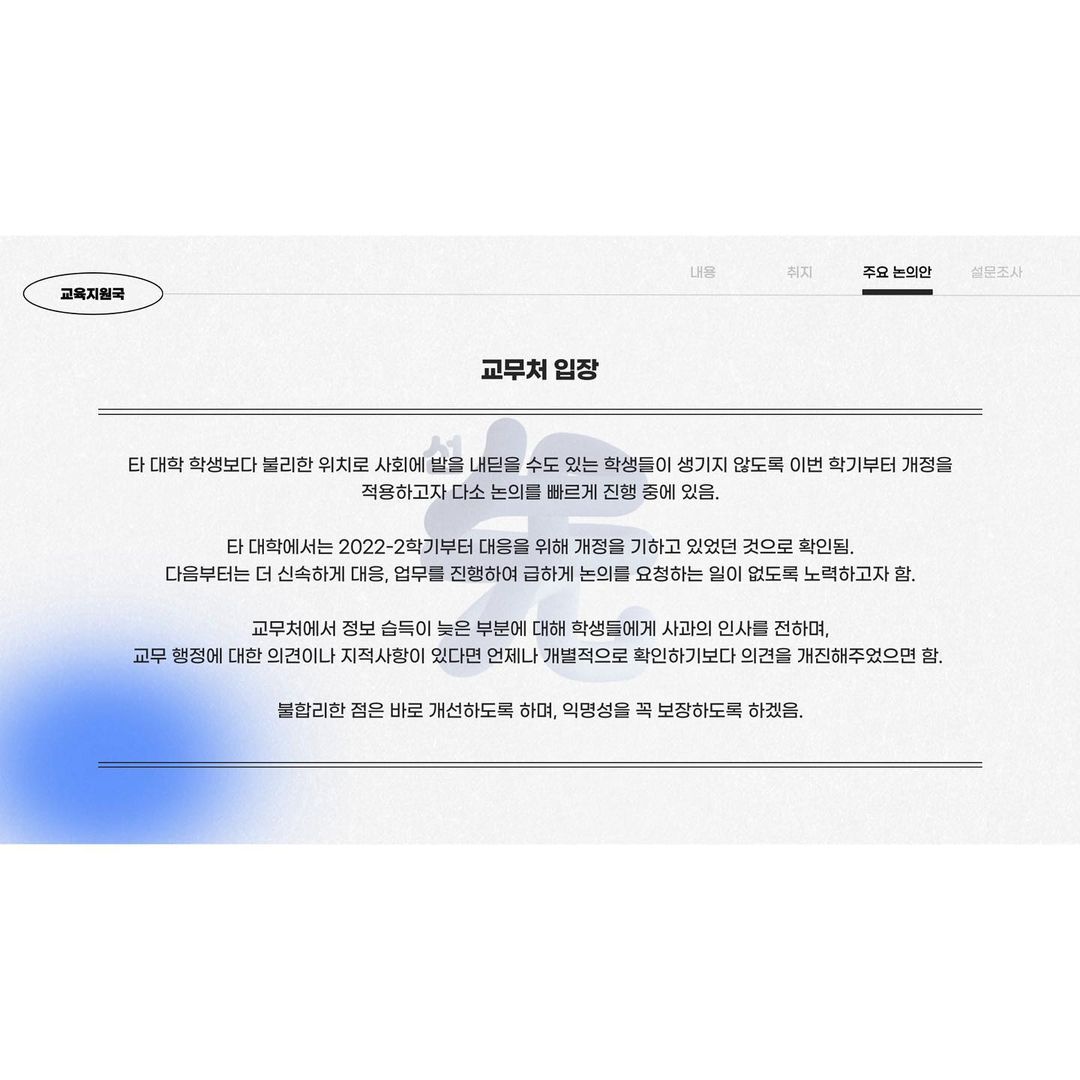 교육지원국
내용
취지
주요 논의안
설문조사
교무처 입장
타 대학 학생보다 불리한 위치로 사회에 발을 내딛을 수도 있는 학생들이 생기지 않도록 이번 학기부터 개정을
적용하고자 다소 논의를 빠르게 진행 중에 있음.
타 대학에서는 2022-2학기부터 대응을 위해 개정을 기하고 있었던 것으로 확인됨.
다음부터는 더 신속하게 대응, 업무를 진행하여 급하게 논의를 요청하는 일이 없도록 노력하고자 함.
교무처에서 정보 습득이 늦은 부분에 대해 학생들에게 사과의 인사를 전하며,
교무 행정에 대한 의견이나 지적사항이 있다면 언제나 개별적으로 확인하기보다 의견을 개진해주었으면 함.
불합리한 점은 바로 개선하도록 하며, 익명성을 꼭 보장하도록 하겠음.